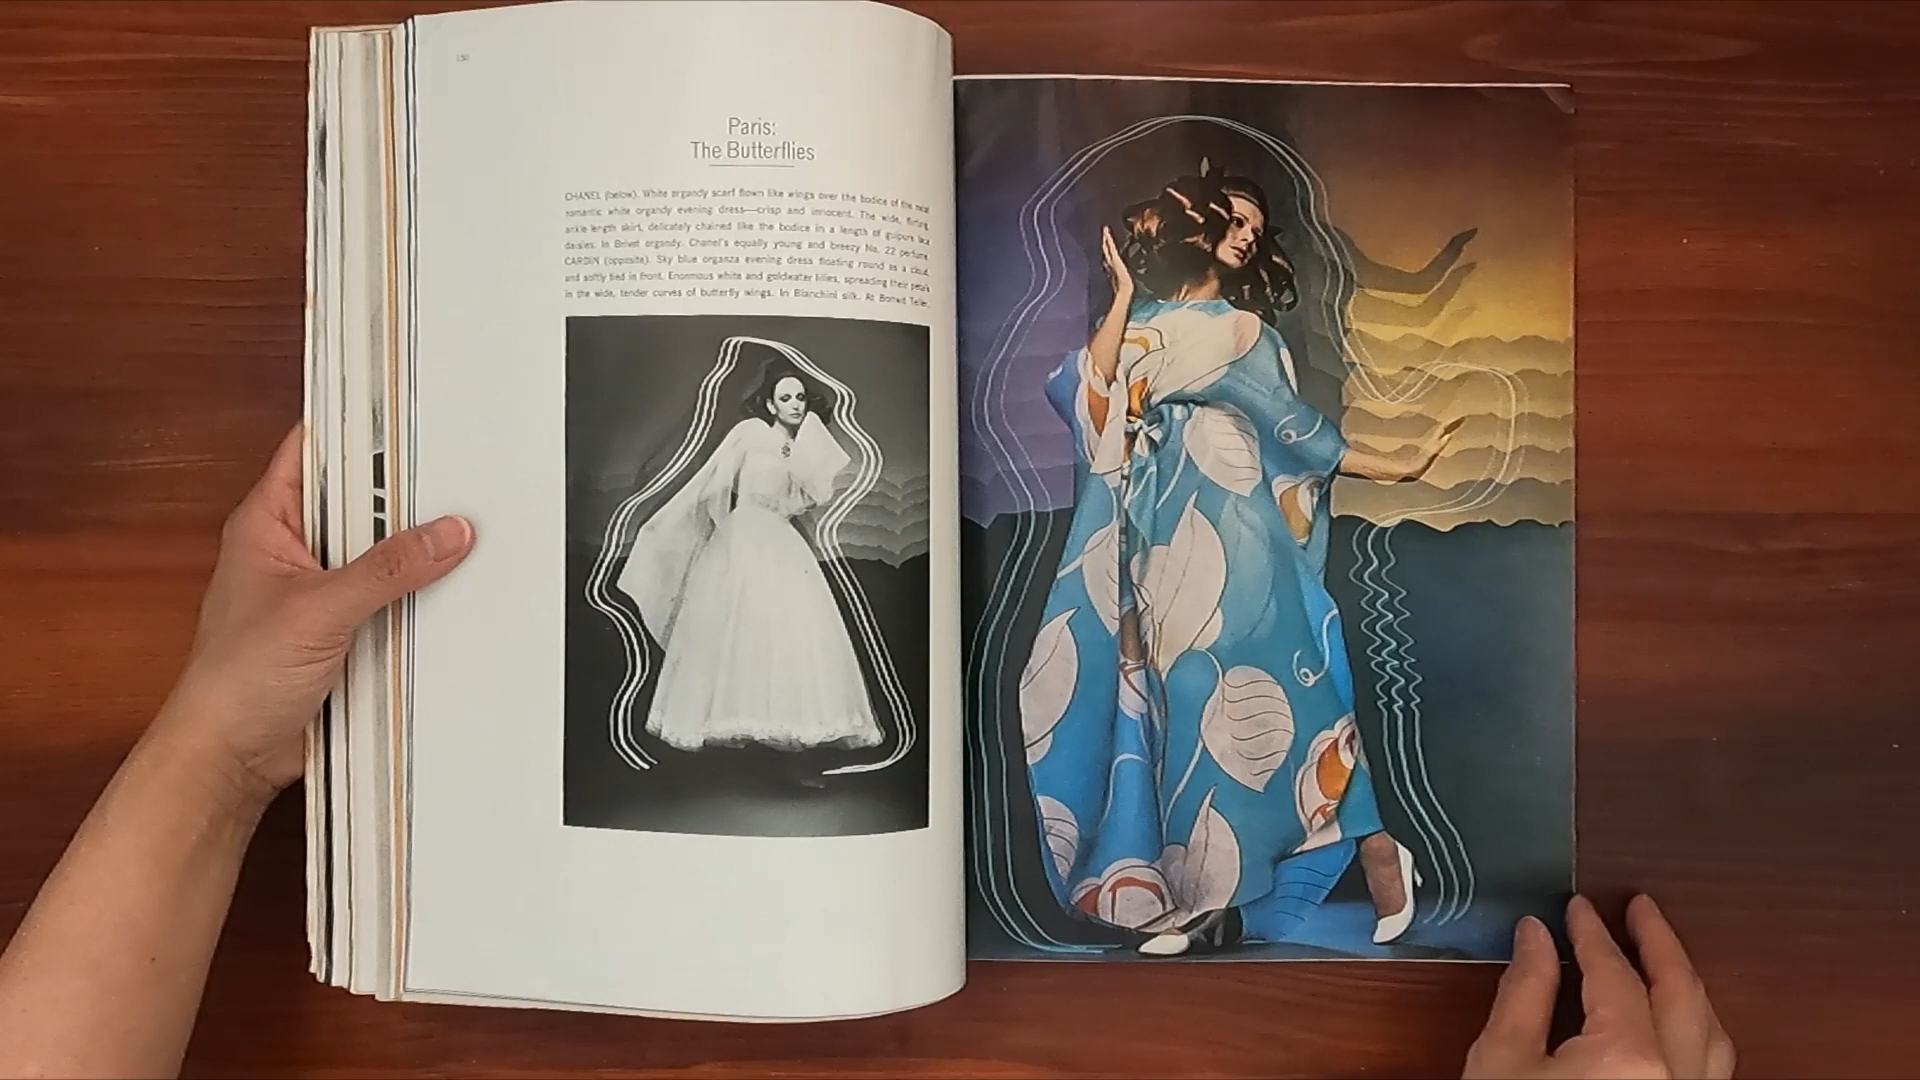 130
Paris:
The Butterflies
CHANEL (below). White organdy scarf flown like wings over the bodice of the most
romantic white organdy evening dress—crisp and innocent. The wide, flirting
ankle-length skirt, delicately chained like the bodice in a length of guipure lace
daisies. In Brivet organdy. Chanel's equally young and breezy No. 22 perfume.
CARDIN (opposite). Sky blue organza evening dress floating round as a cloud,
and softly tied in front. Enormous white and goldwater lilies, spreading their petals
in the wide, tender curves of butterfly wings. In Bianchini silk. At Bonwit Teller.